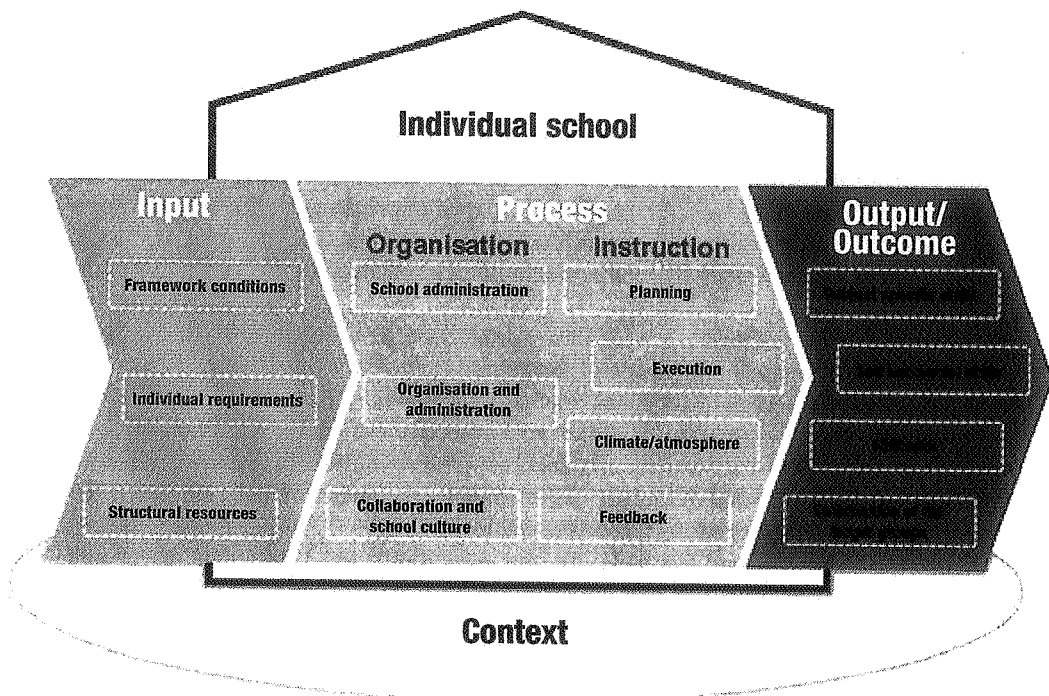 Individual school
Input
Framework conditions
Individual requirements
Structural resources
Process
Organisation
School administration
Organisation and
administration
Collaboration and
school culture
Instruction
Planning
Execution
Climate/atmosphere
Feedback
Output/
Outcome
Context